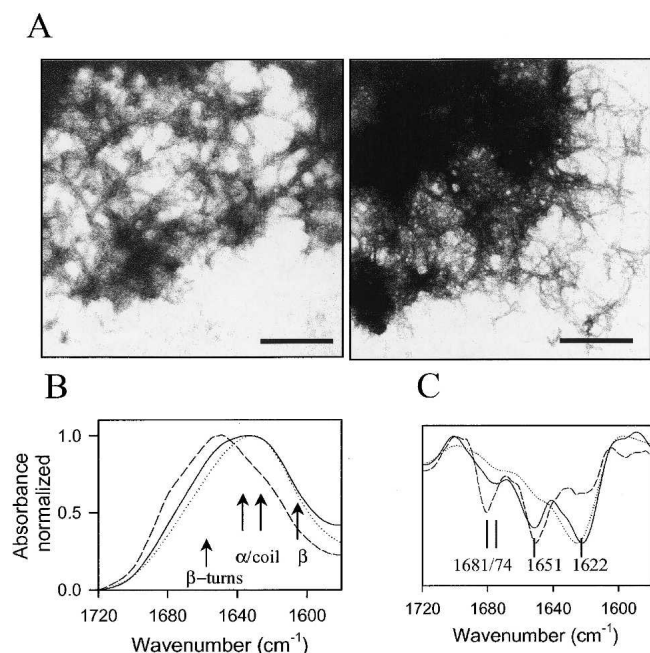 A
B
C
Absorbance
normalized
1.0
0.5
0.0
β-turns
α/coil
β
1720
1680
1640
1600
Wavenumber (cm⁻¹)
1681/74
1651
1622
1720
1680
1640
1600
Wavenumber (cm⁻¹)